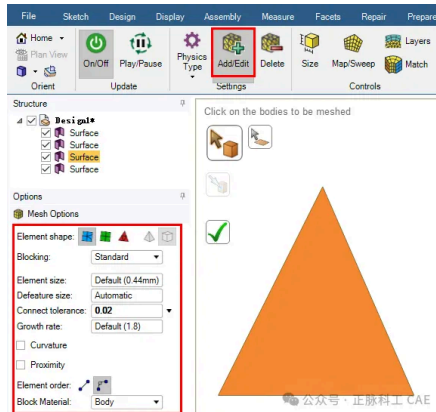 File Sketch Design Display Assembly Measure Facets Repair Prepare
Home
Plan View
On/Off Play/Pause
Physics Type
Add/Edit Delete
Size Map/Sweep
Layers
Match
Orient Update Settings Controls
Structure
Design1*
Surface
Surface
Surface
Surface
Options
Mesh Options
Element shape:
Blocking: Standard
Element size: Default (0.44mm)
Defeature size: Automatic
Connect tolerance: 0.02
Growth rate: Default (1.8)
Curvature
Proximity
Element order:
Block Material: Body
Click on the bodies to be meshed
公众号 · 正脉科工 CAE